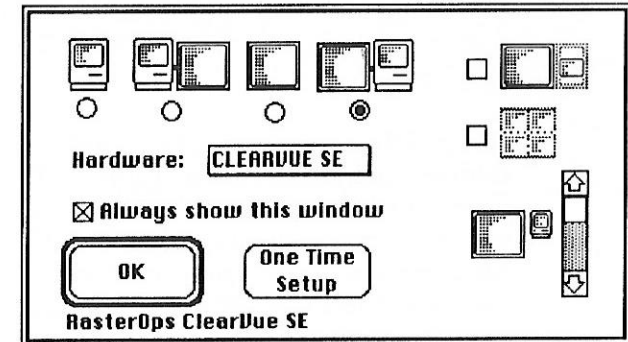 Hardware: CLEARVUE SE
Always show this window
OK
One Time
Setup
RasterOps ClearVue SE